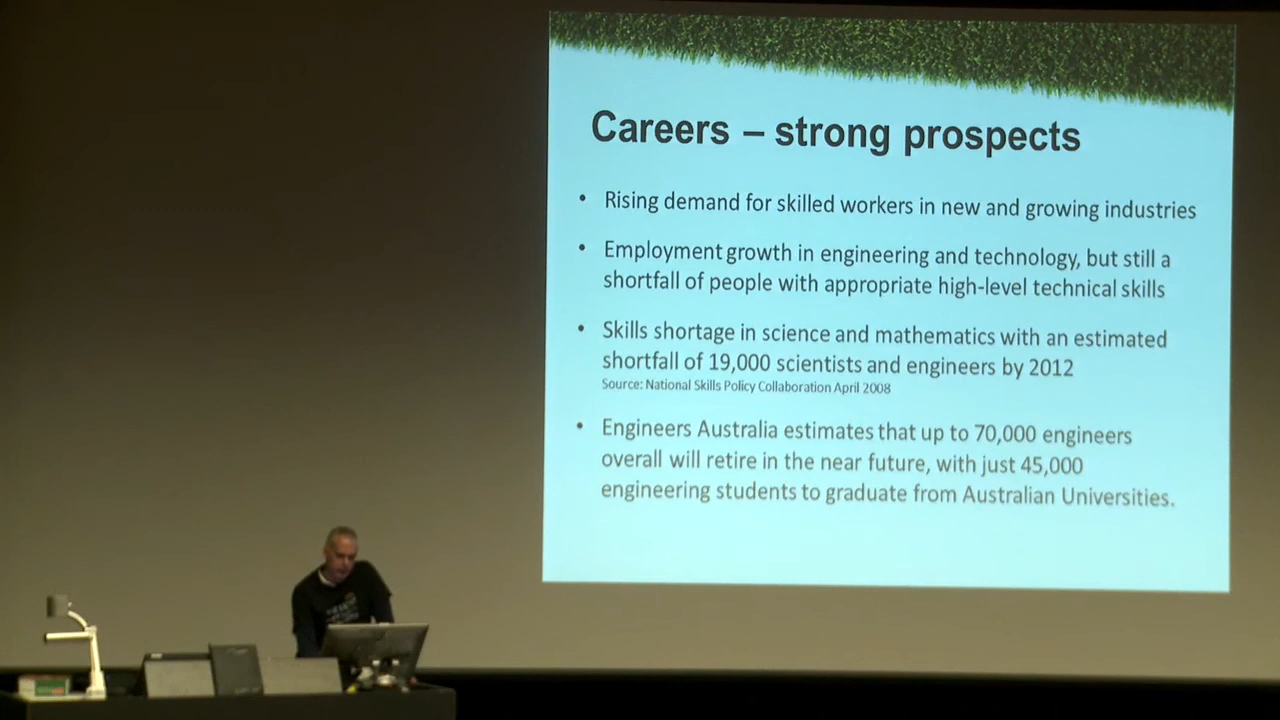 Careers – strong prospects
• Rising demand for skilled workers in new and growing industries
• Employment growth in engineering and technology, but still a
shortfall of people with appropriate high-level technical skills
• Skills shortage in science and mathematics with an estimated
shortfall of 19,000 scientists and engineers by 2012
Source: National Skills Policy Collaboration April 2008
• Engineers Australia estimates that up to 70,000 engineers
overall will retire in the near future, with just 45,000
engineering students to graduate from Australian Universities.